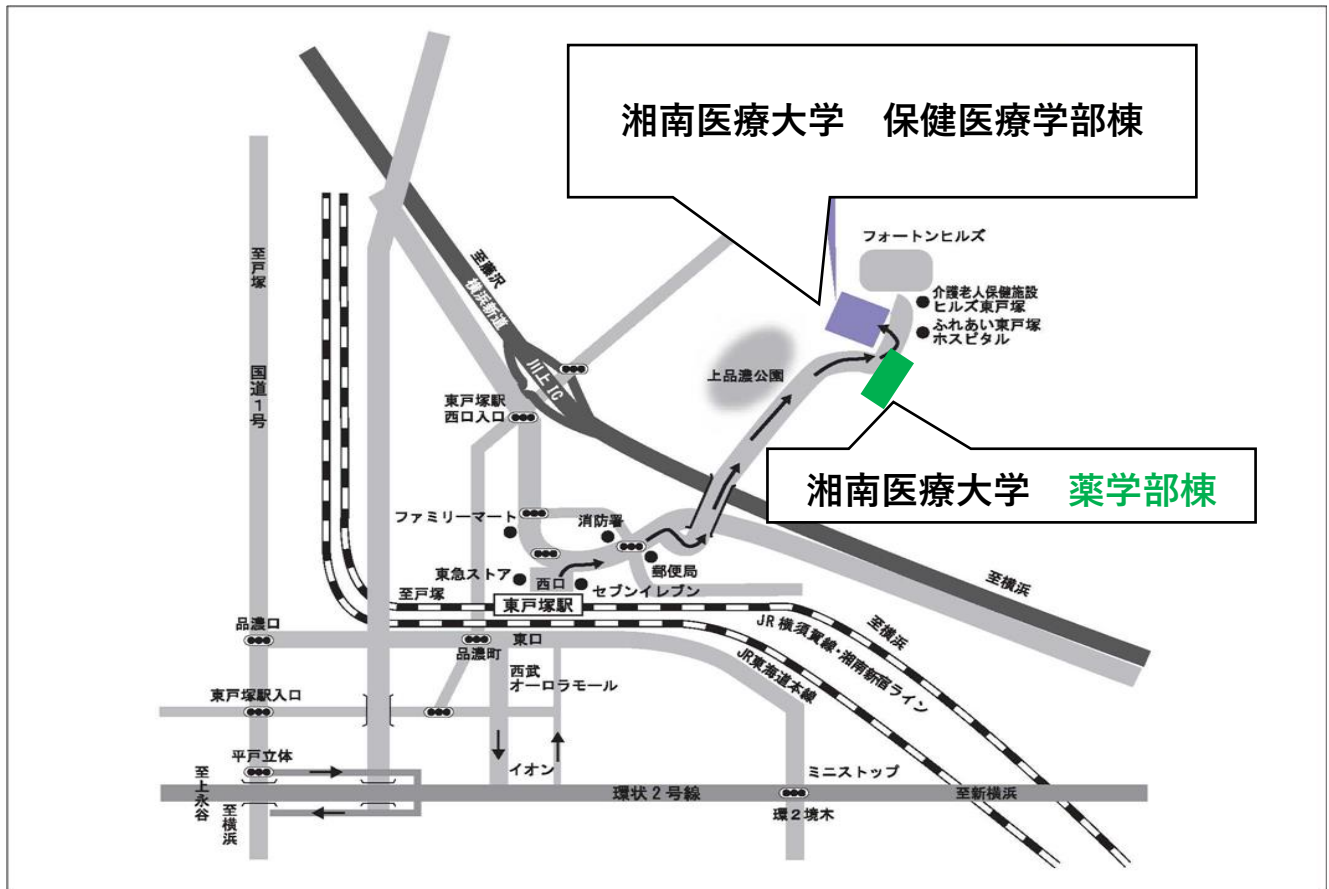 湘南医療大学　保健医療学部棟
フォートンヒルズ
至藤沢
横浜新道
至戸塚
介護老人保健施設
ヒルズ東戸塚
ふれあい東戸塚
ホスピタル
国道1号
川上IC
上品濃公園
東戸塚駅
西口入口
湘南医療大学　薬学部棟
ファミリーマート
消防署
郵便局
東急ストア
西口
セブンイレブン
至横浜
至戸塚
東戸塚駅
至横浜
品濃口
JR横須賀線・湘南新宿ライン
品濃町
東口
JR東海道本線
西武
オーロラモール
東戸塚駅入口
平戸立体
イオン
ミニストップ
至上永谷
環状2号線
至新横浜
至横浜
環2境木